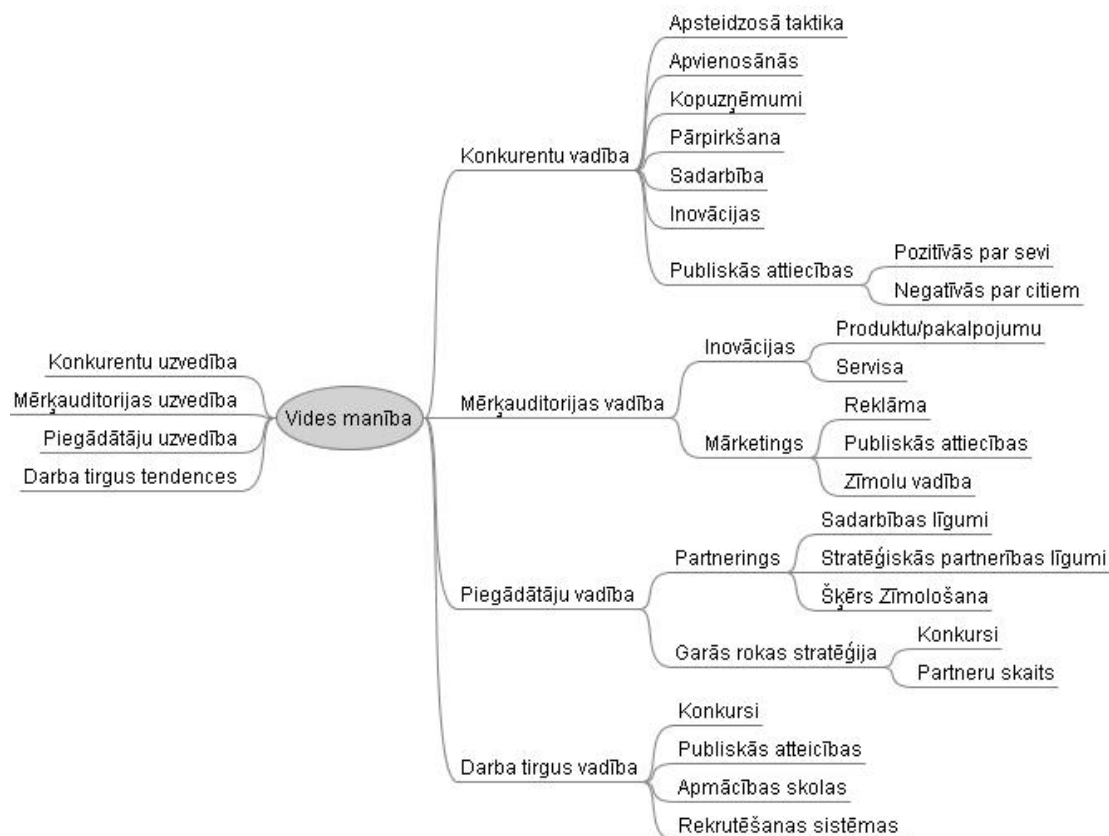 Vides manība
Konkurentu uzvedība
Mērķauditorijas uzvedība
Piegādātāju uzvedība
Darba tirgus tendences
Konkurentu vadība
Apsteidzosā taktika
Apvienosānās
Kopuzņēmumi
Pārpirkšana
Sadarbība
Inovācijas
Publiskās attiecības
Pozitīvās par sevi
Negatīvās par citiem
Mērķauditorijas vadība
Inovācijas
Produktu/pakalpojumu
Servisa
Mārketings
Reklāma
Publiskās attiecības
Zīmolu vadība
Piegādātāju vadība
Partnerings
Sadarbības līgumi
Stratēģiskās partnerības līgumi
Šķērs Zīmološana
Garās rokas stratēģija
Konkursi
Partneru skaits
Darba tirgus vadība
Konkursi
Publiskās atteicības
Apmācības skolas
Rekrutēšanas sistēmas